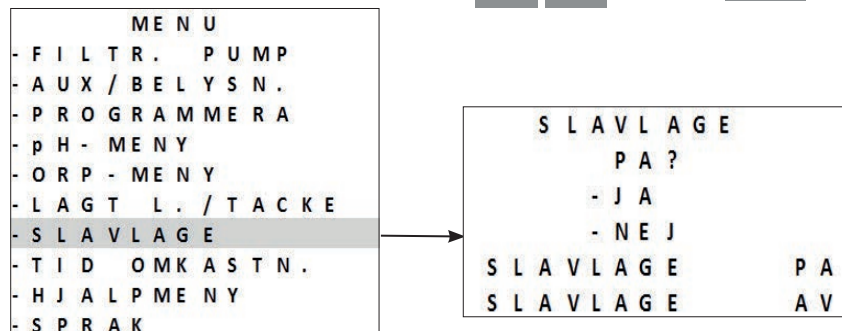 MENU
-FILTR. PUMP
-AUX/BELYSN.
-PROGRAMMERA
-pH-MENY
-ORP-MENY
-LAGT L./TACKE
-SLAVLAGE
-TID OMKASTN.
-HJALPMENY
-SPRAK
SLAVLAGE
PA?
-JA
-NEJ
SLAVLAGE PA
SLAVLAGE AV